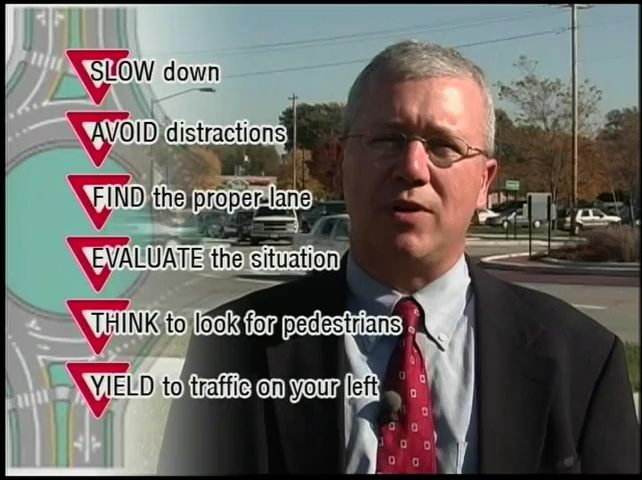 SLOW down
AVOID distractions
FIND the proper lane
EVALUATE the situation
THINK to look for pedestrians
YIELD to traffic on your left